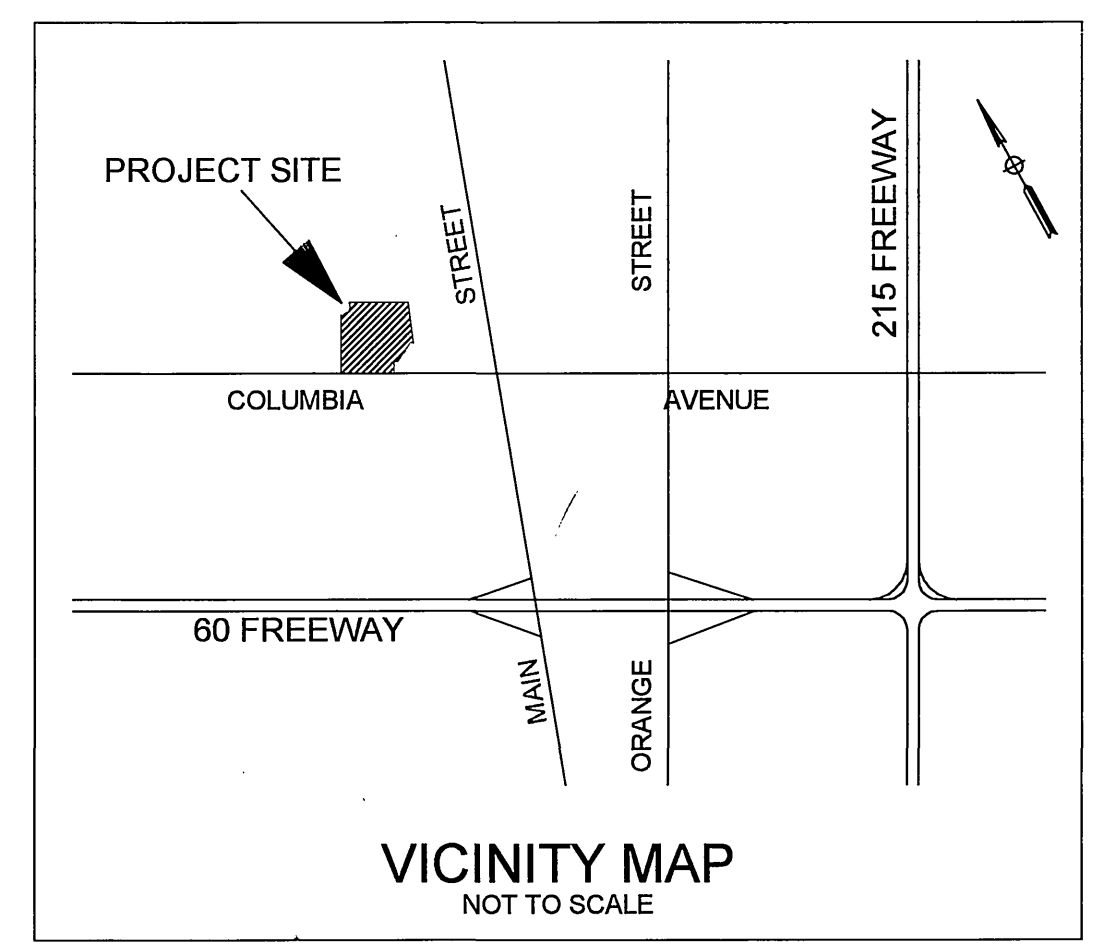 PROJECT SITE
STREET
STREET
215 FREEWAY
COLUMBIA
AVENUE
60 FREEWAY
MAIN
ORANGE
VICINITY MAP
NOT TO SCALE